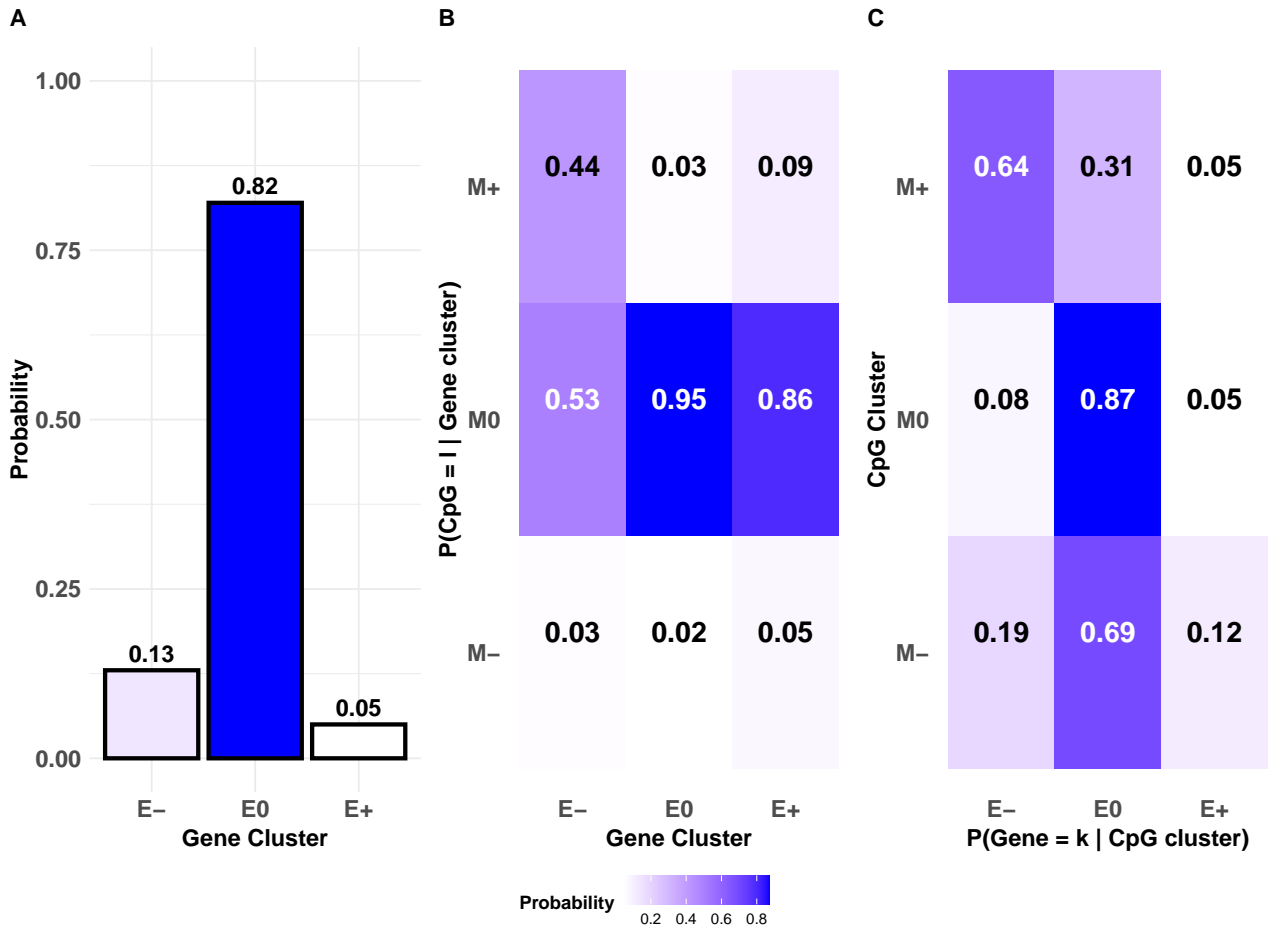 A
1.00
0.75
0.50
0.25
0.00
Probability
0.13
0.82
0.05
E− E0 E+
Gene Cluster
B
P(CpG = l | Gene cluster)
M+ 0.44 0.03 0.09
M0 0.53 0.95 0.86
M− 0.03 0.02 0.05
E− E0 E+
Gene Cluster
C
CpG Cluster
M+ 0.64 0.31 0.05
M0 0.08 0.87 0.05
M− 0.19 0.69 0.12
E− E0 E+
P(Gene = k | CpG cluster)
Probability
0.2 0.4 0.6 0.8